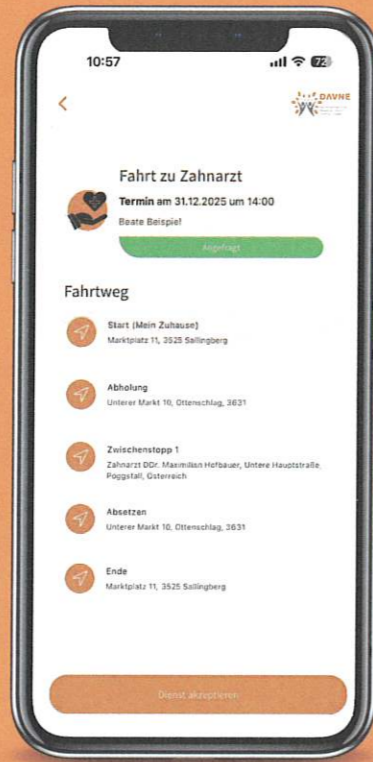 10:57
72
DAVNE
Fahrt zu Zahnarzt
Termin am 31.12.2025 um 14:00
Beate Beispiel
Angefragt
Fahrtweg
Start (Mein Zuhause)
Marktplatz 11, 3525 Sallingberg
Abholung
Unterer Markt 10, Ottenschlag, 3631
Zwischenstopp 1
Zahnarzt DDr. Maximilian Hofbauer, Untere Hauptstraße,
Pöggstall, Österreich
Absetzen
Unterer Markt 10, Ottenschlag, 3631
Ende
Marktplatz 11, 3525 Sallingberg
Dienst akzeptieren